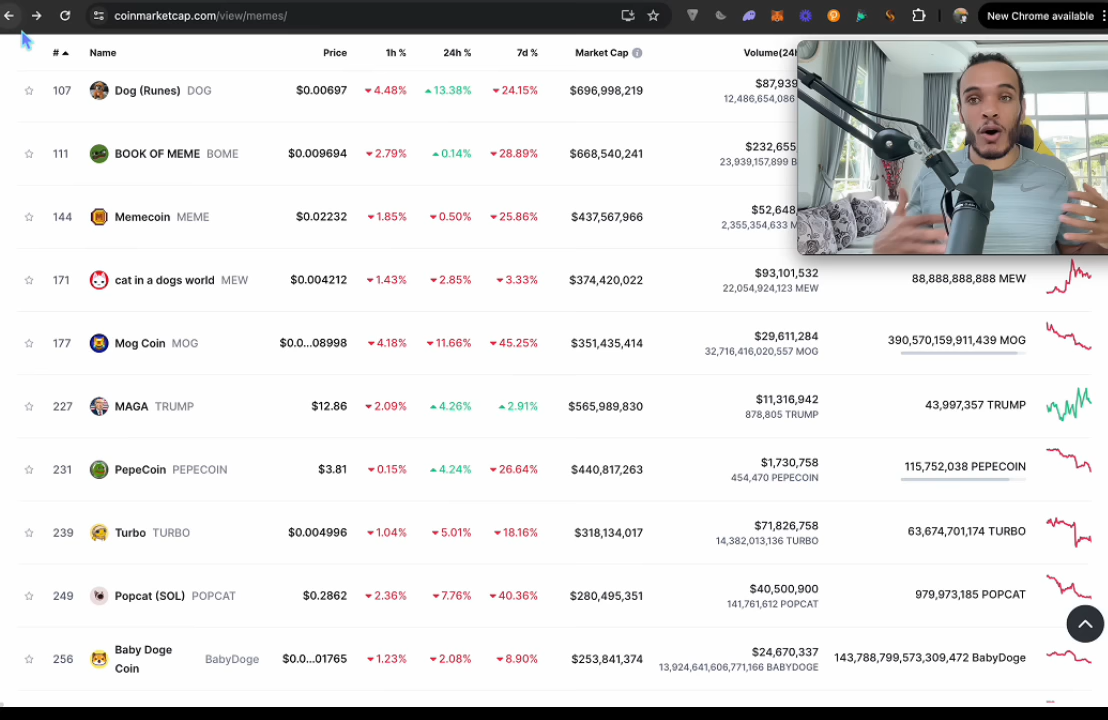 coinmarketcap.com/view/memes/
New Chrome available
# Name Price 1h % 24h % 7d % Market Cap Volume(24h
107 Dog (Runes) DOG $0.00697 4.48% 13.38% 24.15% $696,998,219 $87,939
12,486,654,086
111 BOOK OF MEME BOME $0.009694 2.79% 0.14% 28.89% $668,540,241 $232,655
23,939,157,899 B
144 Memecoin MEME $0.02232 1.85% 0.50% 25.86% $437,567,966 $52,648
2,355,354,633
171 cat in a dogs world MEW $0.004212 1.43% 2.85% 3.33% $374,420,022 $93,101,532 88,888,888,888 MEW
22,054,924,123 MEW
177 Mog Coin MOG $0.0...08998 4.18% 11.66% 45.25% $351,435,414 $29,611,284 390,570,159,911,439 MOG
32,716,416,020,557 MOG
227 MAGA TRUMP $12.86 2.09% 4.26% 2.91% $565,989,830 $11,316,942 43,997,357 TRUMP
878,805 TRUMP
231 PepeCoin PEPECOIN $3.81 0.15% 4.24% 26.64% $440,817,263 $1,730,758 115,752,038 PEPECOIN
454,470 PEPECOIN
239 Turbo TURBO $0.004996 1.04% 5.01% 18.16% $318,134,017 $71,826,758 63,674,701,174 TURBO
14,382,013,136 TURBO
249 Popcat (SOL) POPCAT $0.2862 2.36% 7.76% 40.36% $280,495,351 $40,500,900 979,973,185 POPCAT
141,761,612 POPCAT
256 Baby Doge Coin BabyDoge $0.0...01765 1.23% 2.08% 8.90% $253,841,374 $24,670,337 143,788,799,573,309,472 BabyDoge
13,924,641,606,771,166 BABYDOGE